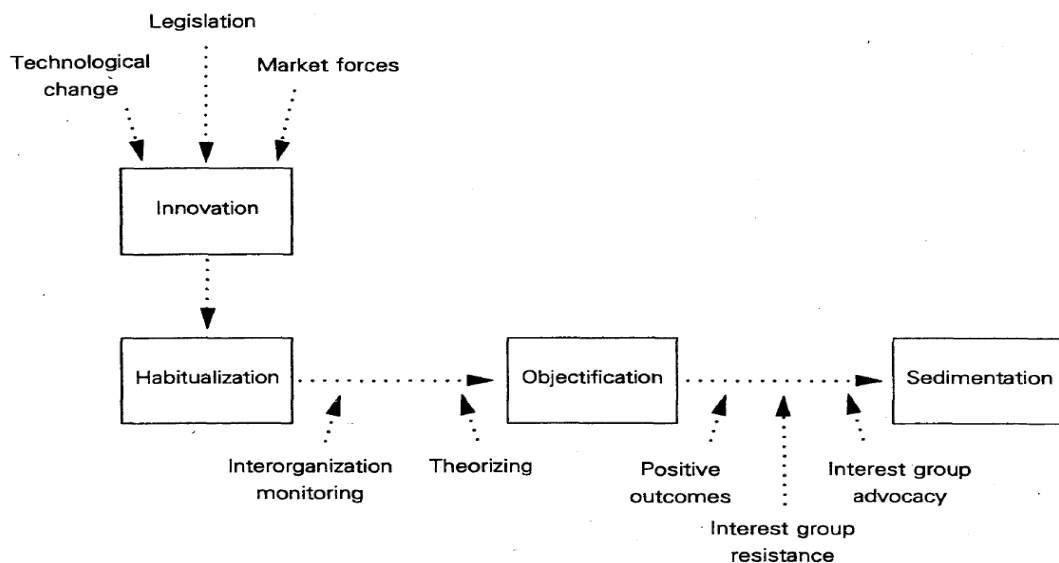 Legislation
Technological
change
Market forces
Innovation
Habitualization
Objectification
Sedimentation
Interorganization
monitoring
Theorizing
Positive
outcomes
Interest group
resistance
Interest group
advocacy